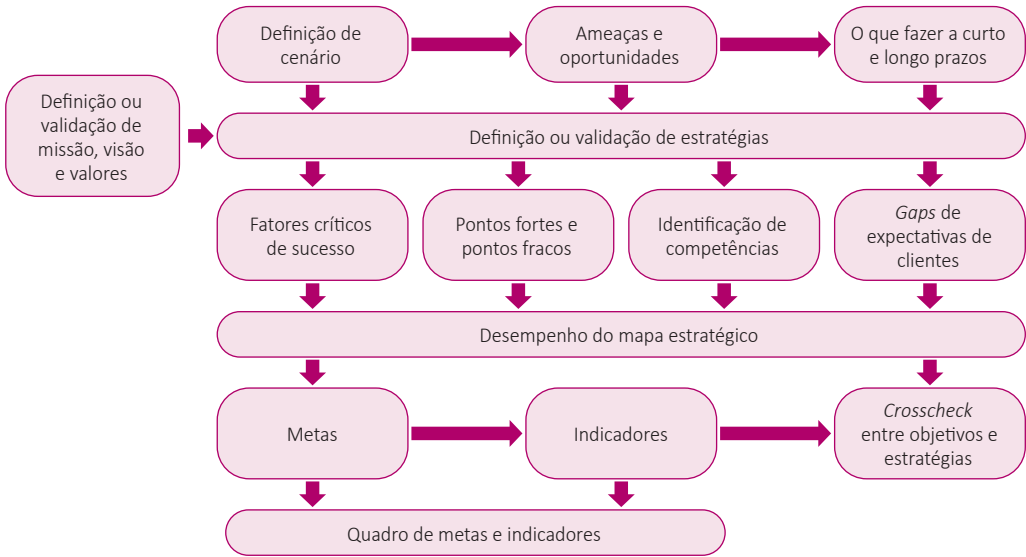 Definição de
cenário
Ameaças e
oportunidades
O que fazer a curto
e longo prazos
Definição ou
validação de
missão, visão
e valores
Definição ou validação de estratégias
Fatores críticos
de sucesso
Pontos fortes e
pontos fracos
Identificação de
competências
Gaps de
expectativas de
clientes
Desempenho do mapa estratégico
Metas
Indicadores
Crosscheck
entre objetivos e
estratégias
Quadro de metas e indicadores